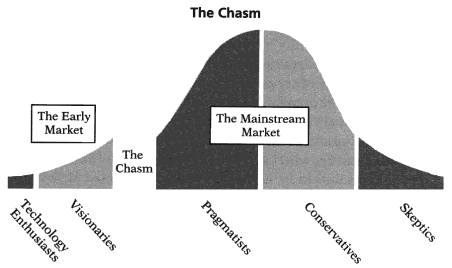 The Chasm
The Early
Market
The Mainstream
Market
The
Chasm
Technology
Enthusiasts
Visionaries
Pragmatists
Conservatives
Skeptics